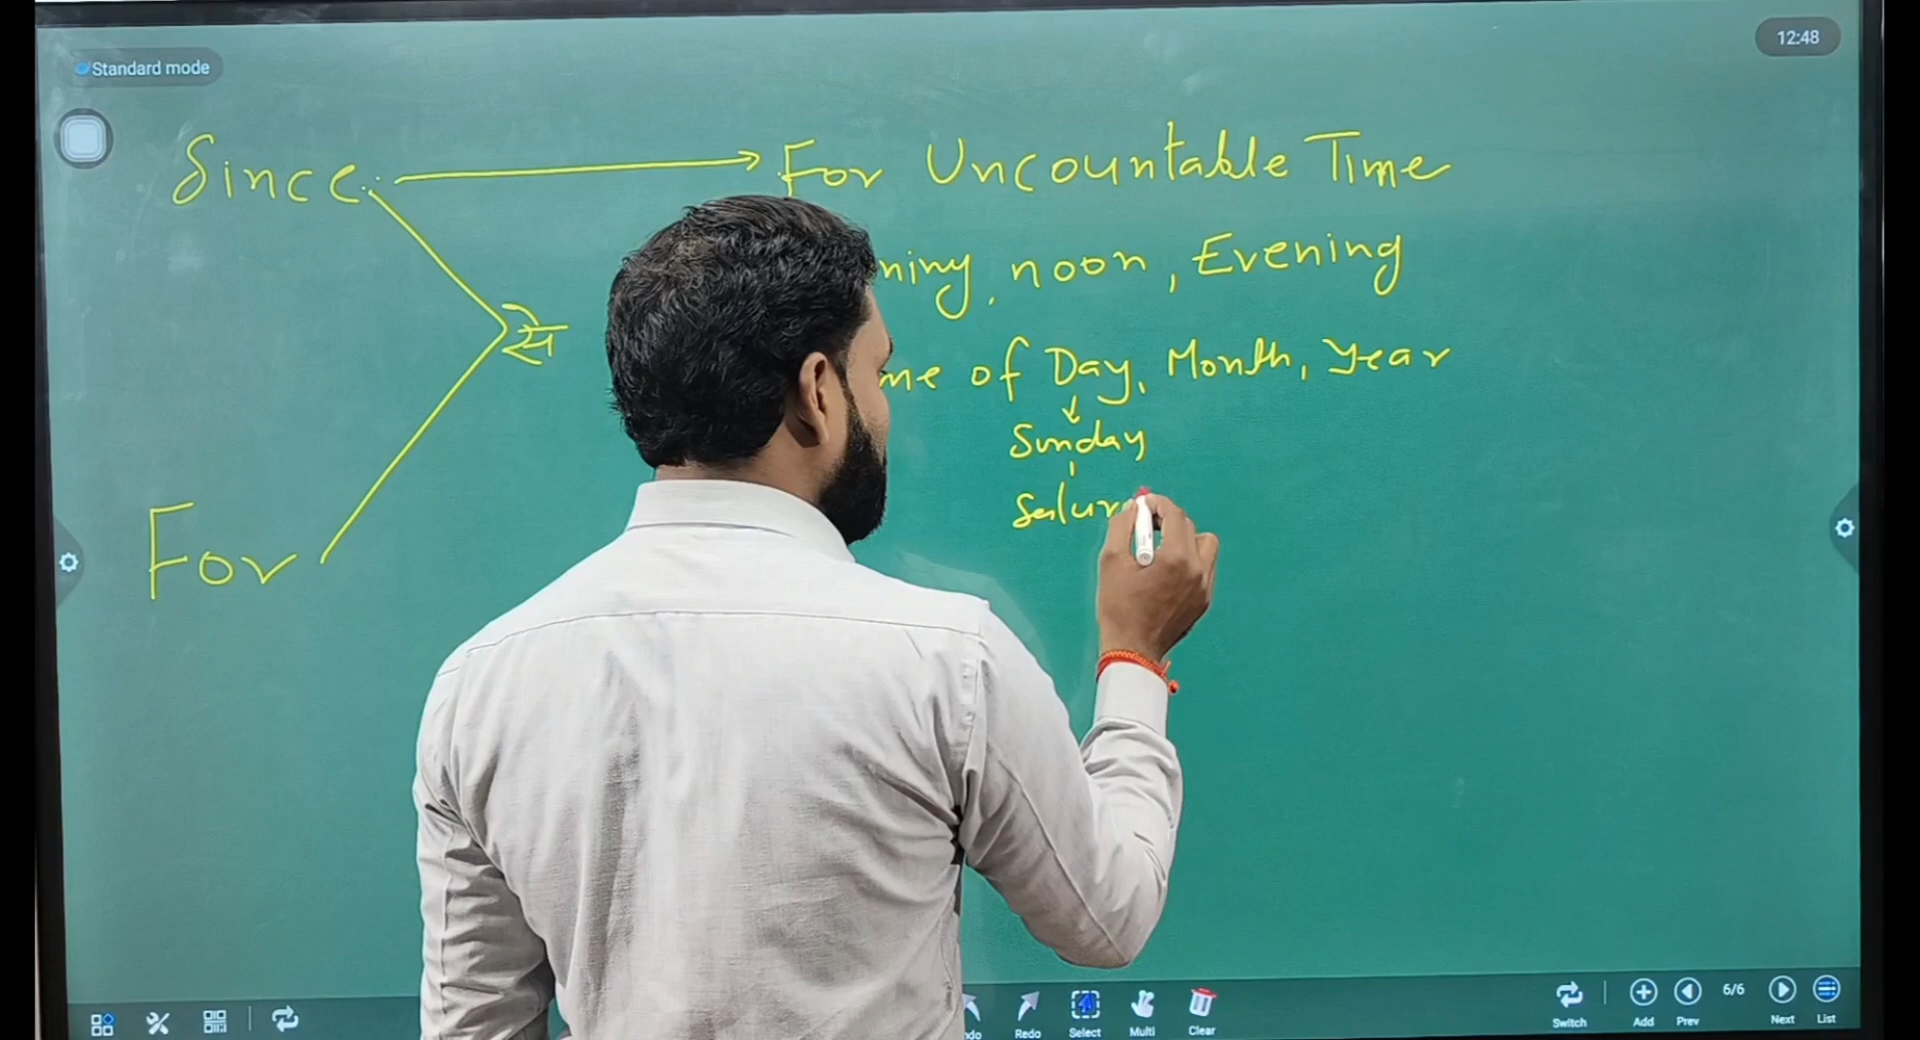 Standard mode
12:48
Since → For Uncountable Time
ning, noon, Evening
से
me of Day, Month, Year
Sunday
Satur
For
Redo
Select
Multi
Clear
Switch
Add
Prev
6/6
Next
List